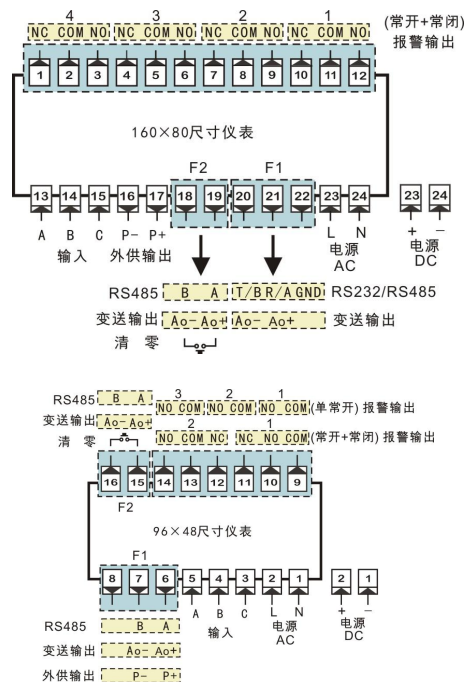 4 3 2 1
NC COM NO NC COM NO NC COM NO NC COM NO (常开+常闭)
报警输出
1 2 3 4 5 6 7 8 9 10 11 12
160×80尺寸仪表
F2 F1
13 14 15 16 17 18 19 20 21 22 23 24 23 24
A B C P- P+ L N + —
输入 外供输出 电源 电源
AC DC
RS485 B A T/B R/A GND RS232/RS485
变送输出 Ao- Ao+ Ao- Ao+ 变送输出
清 零
RS485 B A 3 2 1
NO COM NO COM NO COM (单常开) 报警输出
变送输出 Ao- Ao+ 2 1
清 零 NO COM NC NC NO COM (常开+常闭) 报警输出
16 15 14 13 12 11 10 9
F2
96×48尺寸仪表
F1
8 7 6 5 4 3 2 1 2 1
A B C L N + —
输入 电源 电源
AC DC
RS485 B A
变送输出 Ao- Ao+
外供输出 P- P+